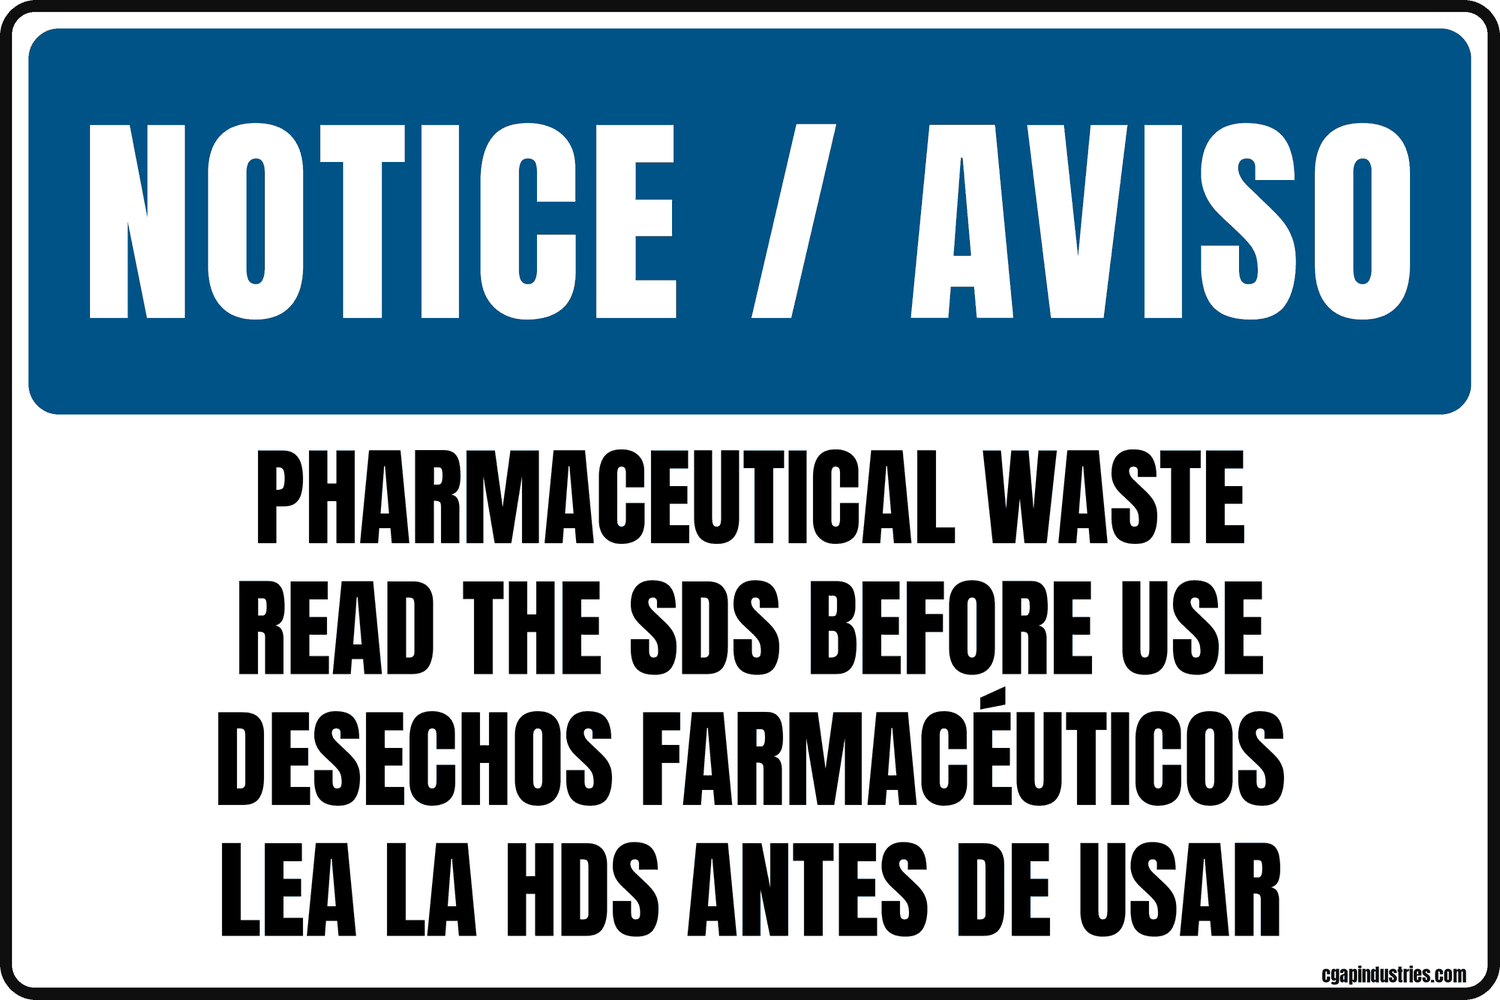 NOTICE / AVISO
PHARMACEUTICAL WASTE
READ THE SDS BEFORE USE
DESECHOS FARMACÉUTICOS
LEA LA HDS ANTES DE USAR
cgapindustries.com